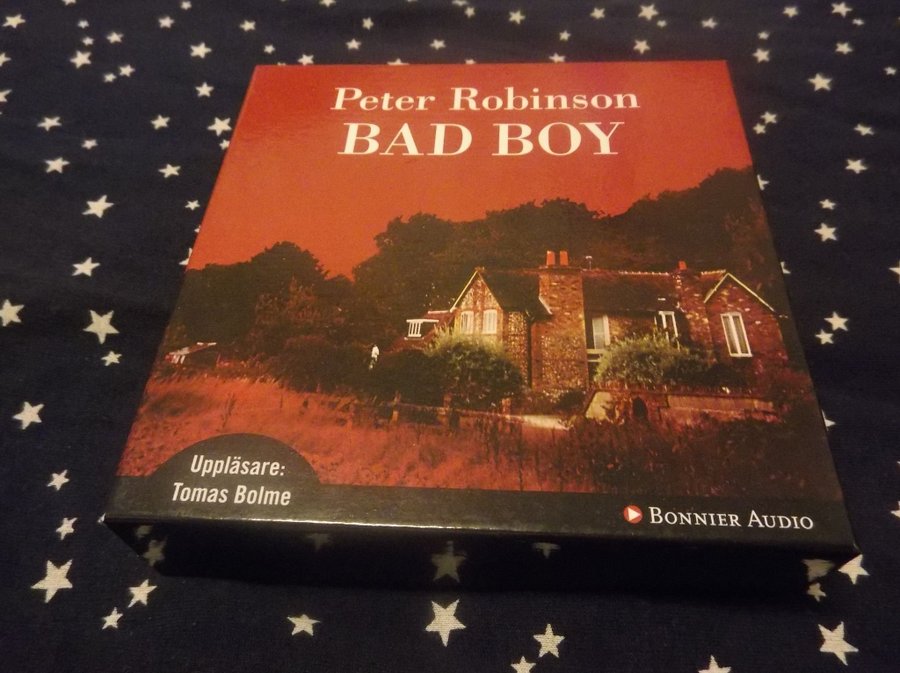 Peter Robinson
BAD BOY
Uppläsare:
Tomas Bolme
BONNIER AUDIO